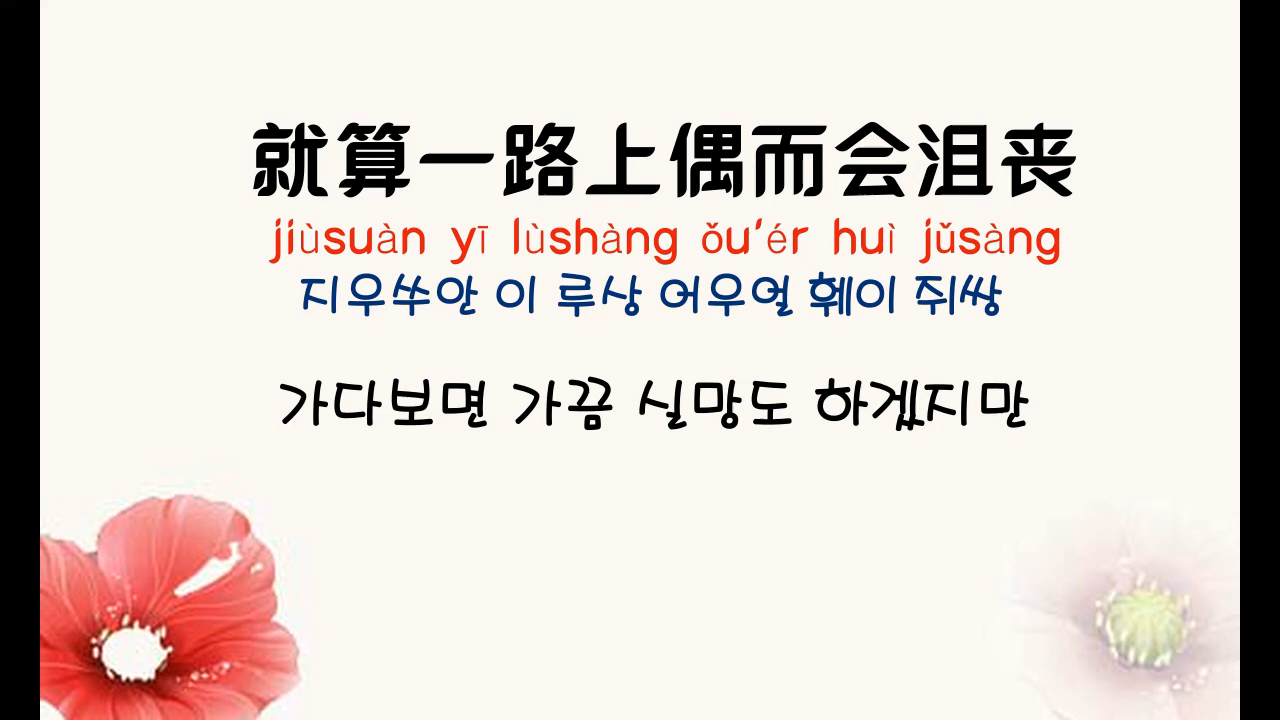 就算一路上偶而会沮丧
jiùsuàn yī lùshàng ǒu'ér huì jǔsàng
지우쑤안 이 루상 어우얼 훼이 쥐쌍
가다보면 가끔 실망도 하겠지만